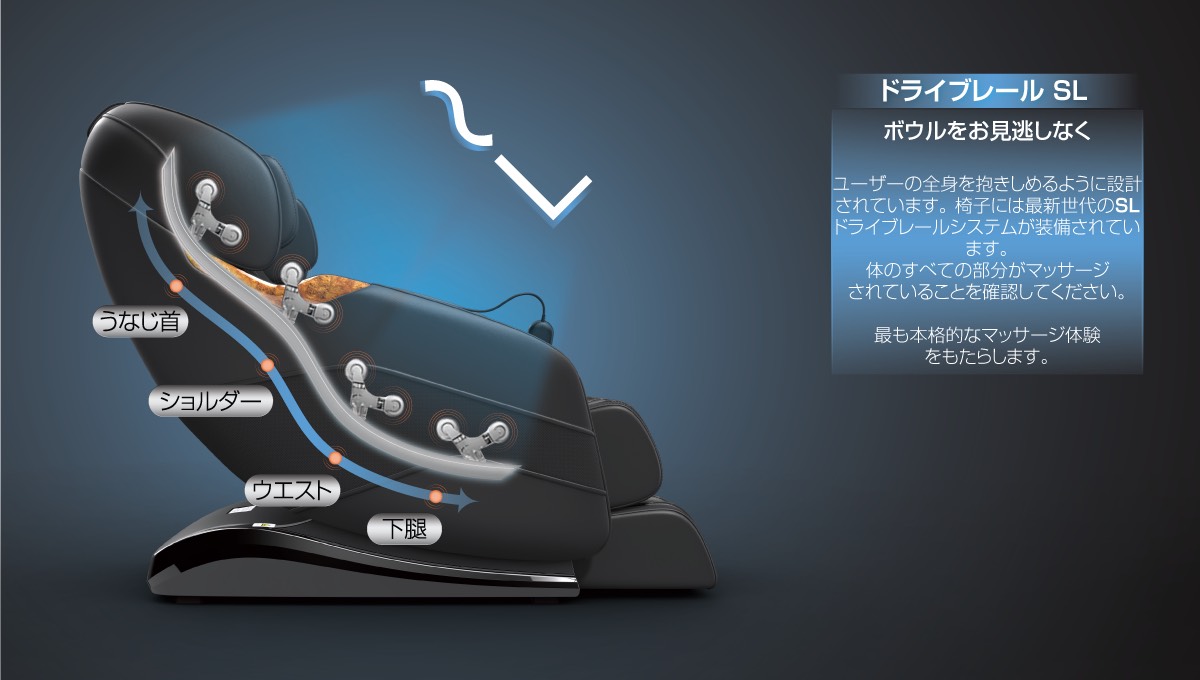 ドライブレール SL
ボウルをお見逃しなく
ユーザーの全身を抱きしめるように設計
されています。椅子には最新世代のSL
ドライブレールシステムが装備されてい
ます。
体のすべての部分がマッサージ
されていることを確認してください。
最も本格的なマッサージ体験
をもたらします。
うなじ首
ショルダー
ウエスト
下腿